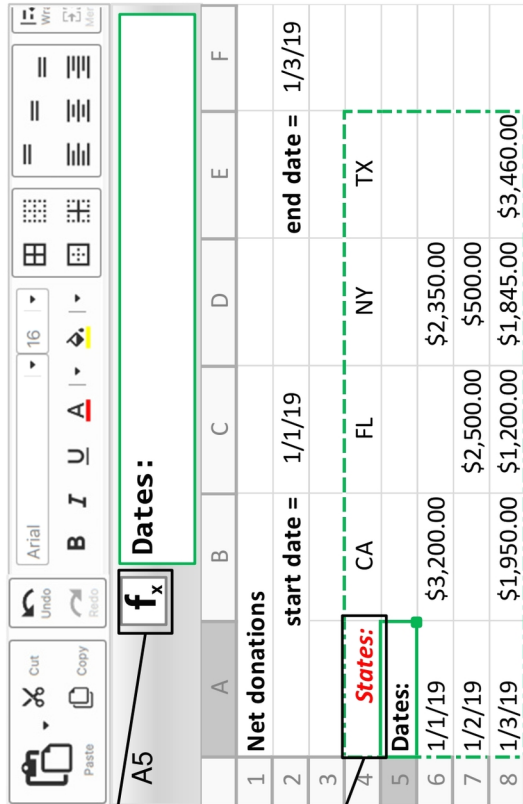 Paste
Cut
Copy
Undo
Redo
Arial
16
B I U A
A5
fx
Dates:
A B C D E F
1 Net donations
2 start date = 1/1/19 end date = 1/3/19
3
4 States: CA FL NY TX
5 Dates:
6 1/1/19 $3,200.00 $2,350.00
7 1/2/19 $2,500.00 $500.00
8 1/3/19 $1,950.00 $1,200.00 $1,845.00 $3,460.00